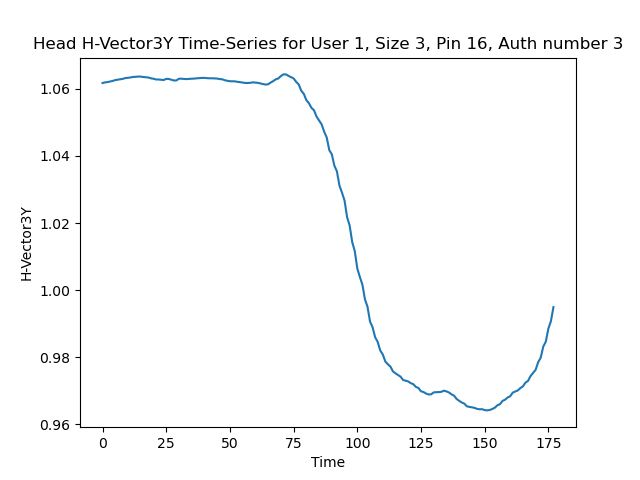 Head H-Vector3Y Time-Series for User 1, Size 3, Pin 16, Auth number 3
1.06
1.04
1.02
1.00
0.98
0.96
H-Vector3Y
0 25 50 75 100 125 150 175
Time